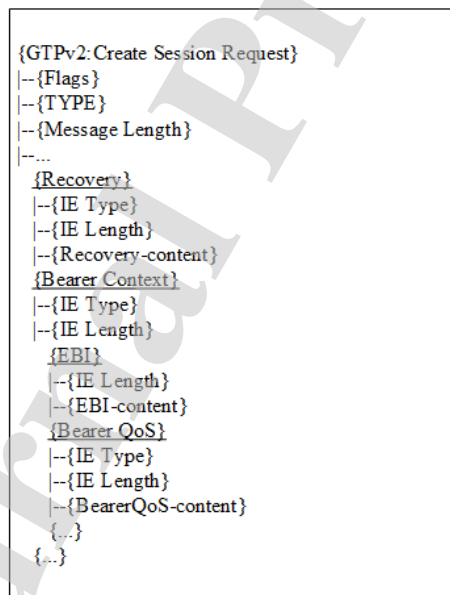 {GTPv2:Create Session Request}
|--{Flags}
|--{TYPE}
|--{Message Length}
|--...
{Recovery}
|--{IE Type}
|--{IE Length}
|--{Recovery-content}
{Bearer Context}
|--{IE Type}
|--{IE Length}
{EBI}
|--{IE Length}
|--{EBI-content}
{Bearer QoS}
|--{IE Type}
|--{IE Length}
|--{BearerQoS-content}
{...}
{...}